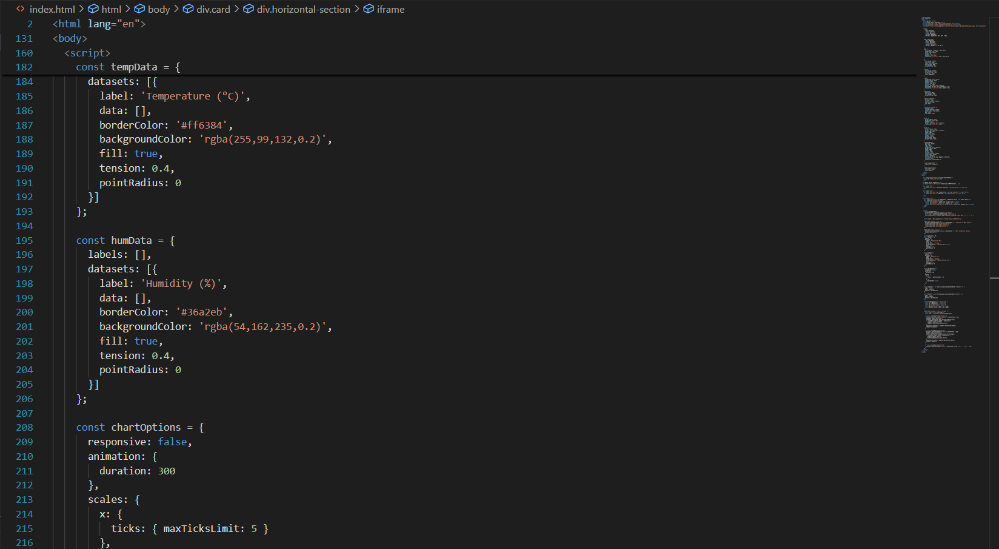 index.html > html > body > div.card > div.horizontal-section > iframe
2 <html lang="en">
131 <body>
160 <script>
182 const tempData = {
184 datasets: [{
185 label: 'Temperature (°C)',
186 data: [],
187 borderColor: '#ff6384',
188 backgroundColor: 'rgba(255,99,132,0.2)',
189 fill: true,
190 tension: 0.4,
191 pointRadius: 0
192 }]
193 };
194
195 const humData = {
196 labels: [],
197 datasets: [{
198 label: 'Humidity (%)',
199 data: [],
200 borderColor: '#36a2eb',
201 backgroundColor: 'rgba(54,162,235,0.2)',
202 fill: true,
203 tension: 0.4,
204 pointRadius: 0
205 }]
206 };
207
208 const chartOptions = {
209 responsive: false,
210 animation: {
211 duration: 300
212 },
213 scales: {
214 x: {
215 ticks: { maxTicksLimit: 5 }
216 },